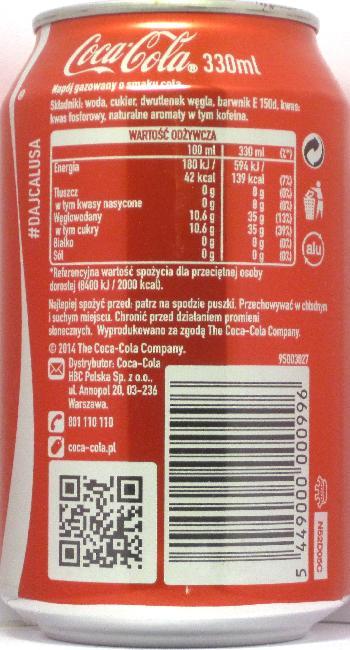 Coca-Cola® 330ml
Napój gazowany o smaku cola.
Składniki: woda, cukier, dwutlenek węgla, barwnik E 150d, kwas:
kwas fosforowy, naturalne aromaty w tym kofeina.
WARTOŚĆ ODŻYWCZA
100 ml 330 ml (%*)
Energia 180 kJ / 594 kJ /
42 kcal 139 kcal (7%)
Tłuszcz 0 g 0 g (0%)
w tym kwasy nasycone 0 g 0 g (0%)
Węglowodany 10,6 g 35 g (13%)
w tym cukry 10,6 g 35 g (39%)
Białko 0 g 0 g (0%)
Sól 0 g 0 g (0%)
*Referencyjna wartość spożycia dla przeciętnej osoby
dorosłej (8400 kJ / 2000 kcal).
Najlepiej spożyć przed: patrz na spodzie puszki. Przechowywać w chłodnym
i suchym miejscu. Chronić przed działaniem promieni
słonecznych. Wyprodukowano za zgodą The Coca-Cola Company.
© 2014 The Coca-Cola Company.
95003027
Dystrybutor: Coca-Cola
HBC Polska Sp. z o.o.,
ul. Annopol 20, 03-236
Warszawa.
801 110 110
coca-cola.pl
#DAJCAŁUSA
alu
5 449000 000996
N52D005C